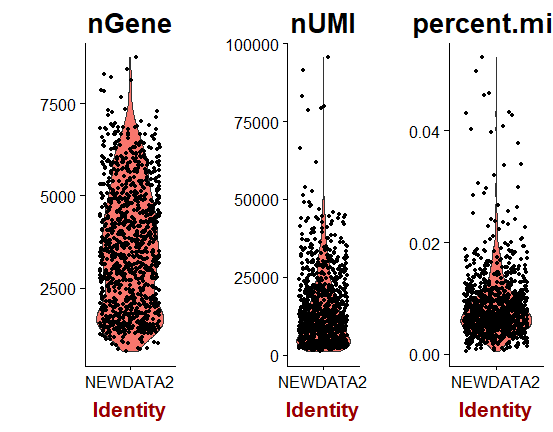 nGene
7500
5000
2500
NEWDATA2
Identity
nUMI
100000
75000
50000
25000
0
NEWDATA2
Identity
percent.mi
0.04
0.02
0.00
NEWDATA2
Identity